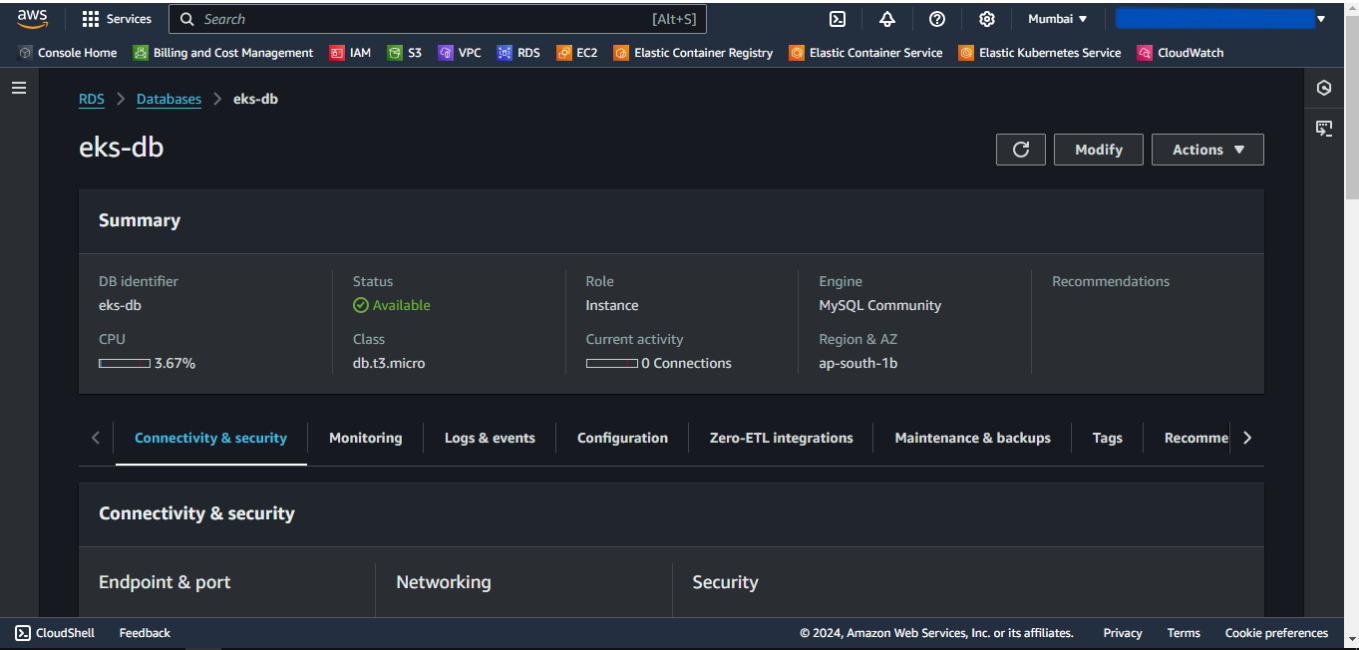 aws Services Search [Alt+S] Mumbai
Console Home Billing and Cost Management IAM S3 VPC RDS EC2 Elastic Container Registry Elastic Container Service Elastic Kubernetes Service CloudWatch
RDS > Databases > eks-db
eks-db
Modify Actions
Summary
DB identifier Status Role Engine Recommendations
eks-db Available Instance MySQL Community
CPU Class Current activity Region & AZ
3.67% db.t3.micro 0 Connections ap-south-1b
Connectivity & security Monitoring Logs & events Configuration Zero-ETL integrations Maintenance & backups Tags Recomme
Connectivity & security
Endpoint & port Networking Security
CloudShell Feedback © 2024, Amazon Web Services, Inc. or its affiliates. Privacy Terms Cookie preferences